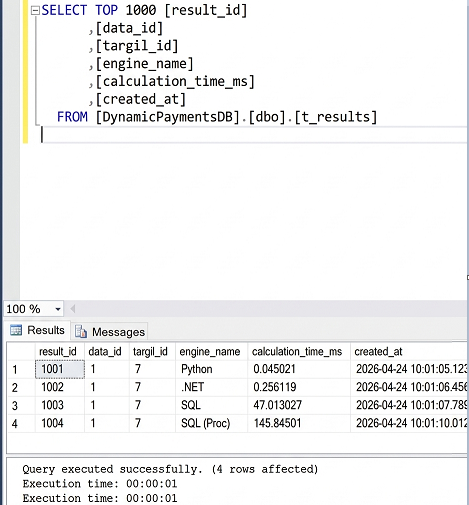 SELECT TOP 1000 [result_id]
,[data_id]
,[targil_id]
,[engine_name]
,[calculation_time_ms]
,[created_at]
FROM [DynamicPaymentsDB].[dbo].[t_results]
100 %
Results Messages
result_id data_id targil_id engine_name calculation_time_ms created_at
1 1001 1 7 Python 0.045021 2026-04-24 10:01:05.123
2 1002 1 7 .NET 0.256119 2026-04-24 10:01:06.456
3 1003 1 7 SQL 47.013027 2026-04-24 10:01:07.789
4 1004 1 7 SQL (Proc) 145.84501 2026-04-24 10:01:10.012
Query executed successfully. (4 rows affected)
Execution time: 00:00:01
Execution time: 00:00:01